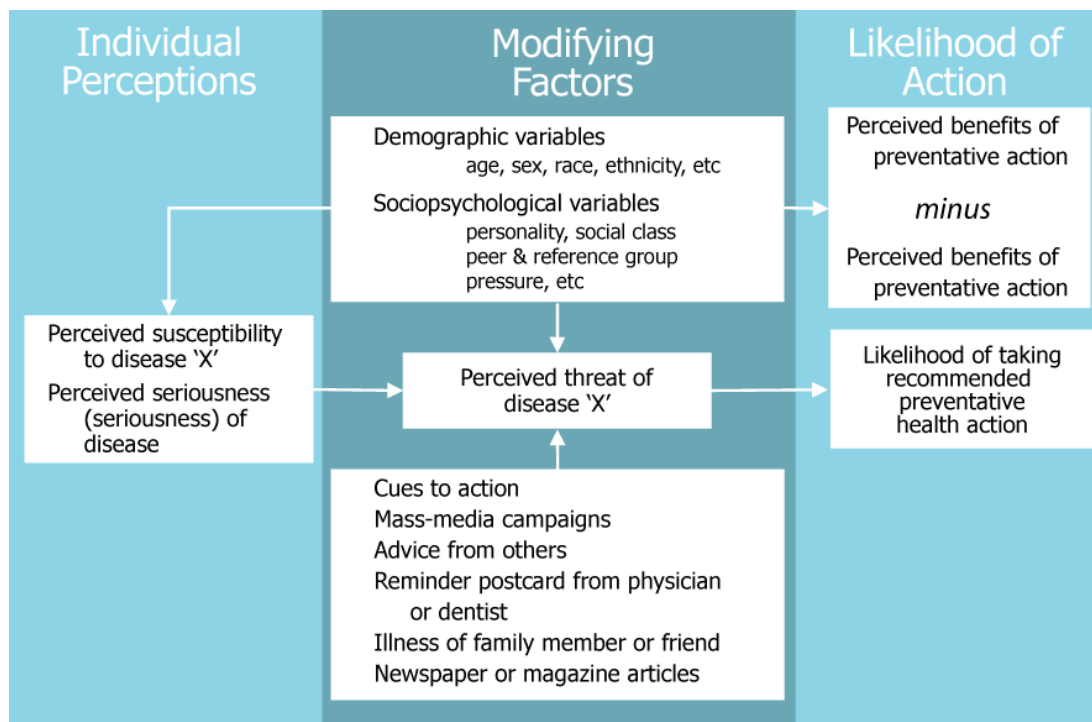 Individual
Perceptions
Modifying
Factors
Likelihood of
Action
Demographic variables
age, sex, race, ethnicity, etc
Sociopsychological variables
personality, social class
peer & reference group
pressure, etc
Perceived benefits of
preventative action
minus
Perceived benefits of
preventative action
Perceived susceptibility
to disease ‘X’
Perceived seriousness
(seriousness) of
disease
Perceived threat of
disease ‘X’
Likelihood of taking
recommended
preventative
health action
Cues to action
Mass-media campaigns
Advice from others
Reminder postcard from physician
or dentist
Illness of family member or friend
Newspaper or magazine articles